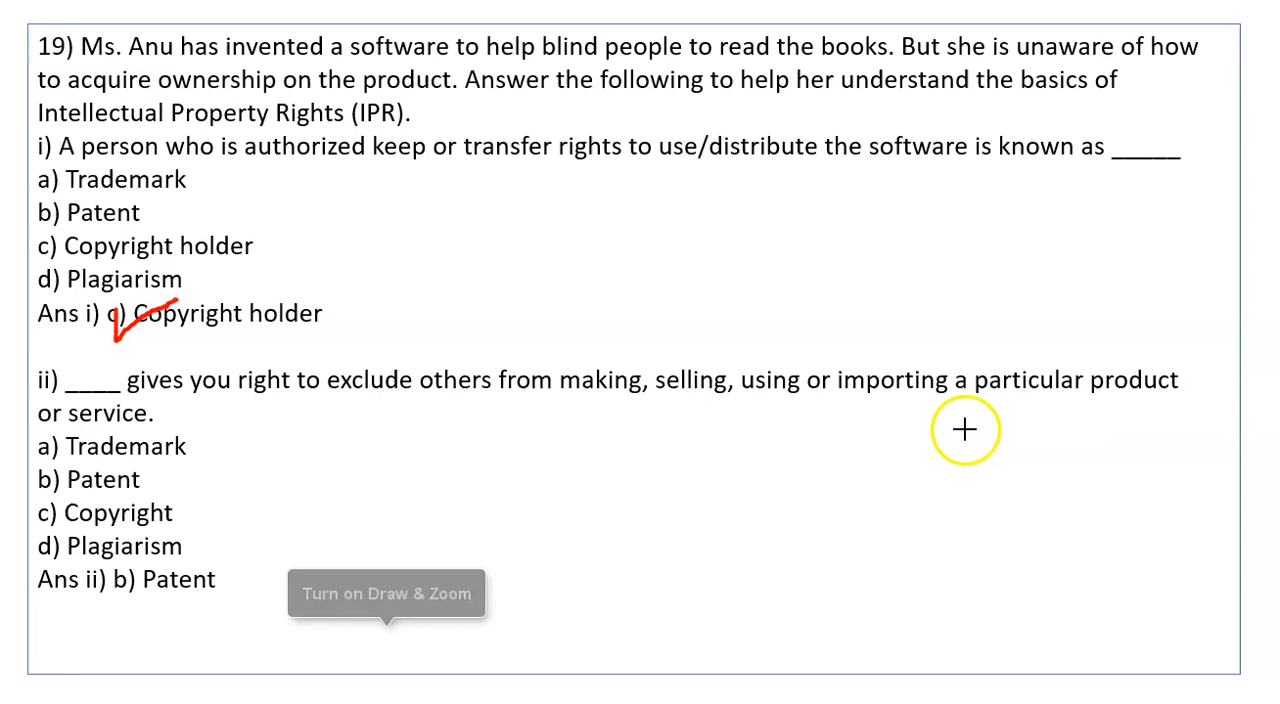 19) Ms. Anu has invented a software to help blind people to read the books. But she is unaware of how
to acquire ownership on the product. Answer the following to help her understand the basics of
Intellectual Property Rights (IPR).
i) A person who is authorized keep or transfer rights to use/distribute the software is known as _____
a) Trademark
b) Patent
c) Copyright holder
d) Plagiarism
Ans i) c) Copyright holder
ii) ____ gives you right to exclude others from making, selling, using or importing a particular product
or service.
a) Trademark
b) Patent
c) Copyright
d) Plagiarism
Ans ii) b) Patent
Turn on Draw & Zoom